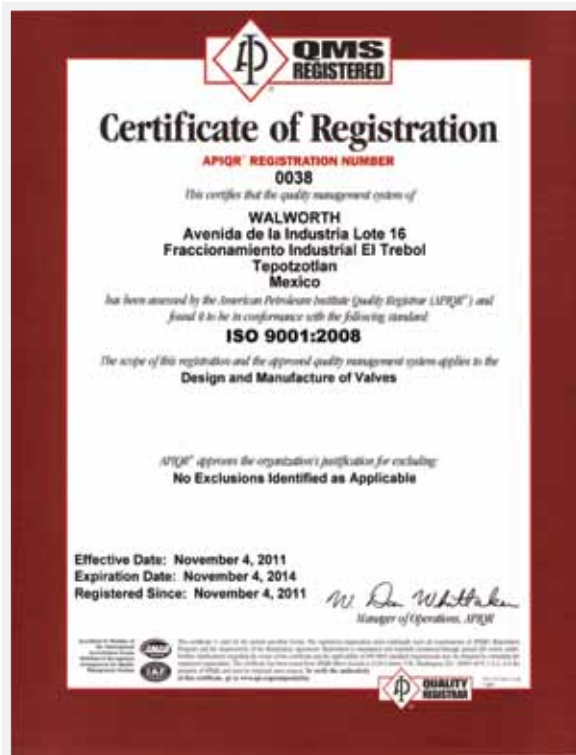 API
QMS
REGISTERED
®
Certificate of Registration
APIQR® REGISTRATION NUMBER
0038
This certifies that the quality management system of
WALWORTH
Avenida de la Industria Lote 16
Fraccionamiento Industrial El Trebol
Tepotzotlan
Mexico
has been assessed by the American Petroleum Institute Quality Registrar (APIQR®) and
found it to be in conformance with the following standard:
ISO 9001:2008
The scope of this registration and the approved quality management system applies to the
Design and Manufacture of Valves
APIQR® approves the organization's justification for excluding:
No Exclusions Identified as Applicable
Effective Date: November 4, 2011
Expiration Date: November 4, 2014
Registered Since: November 4, 2011
W. Don Whittaker
Manager of Operations, APIQR
API
QUALITY
REGISTRAR